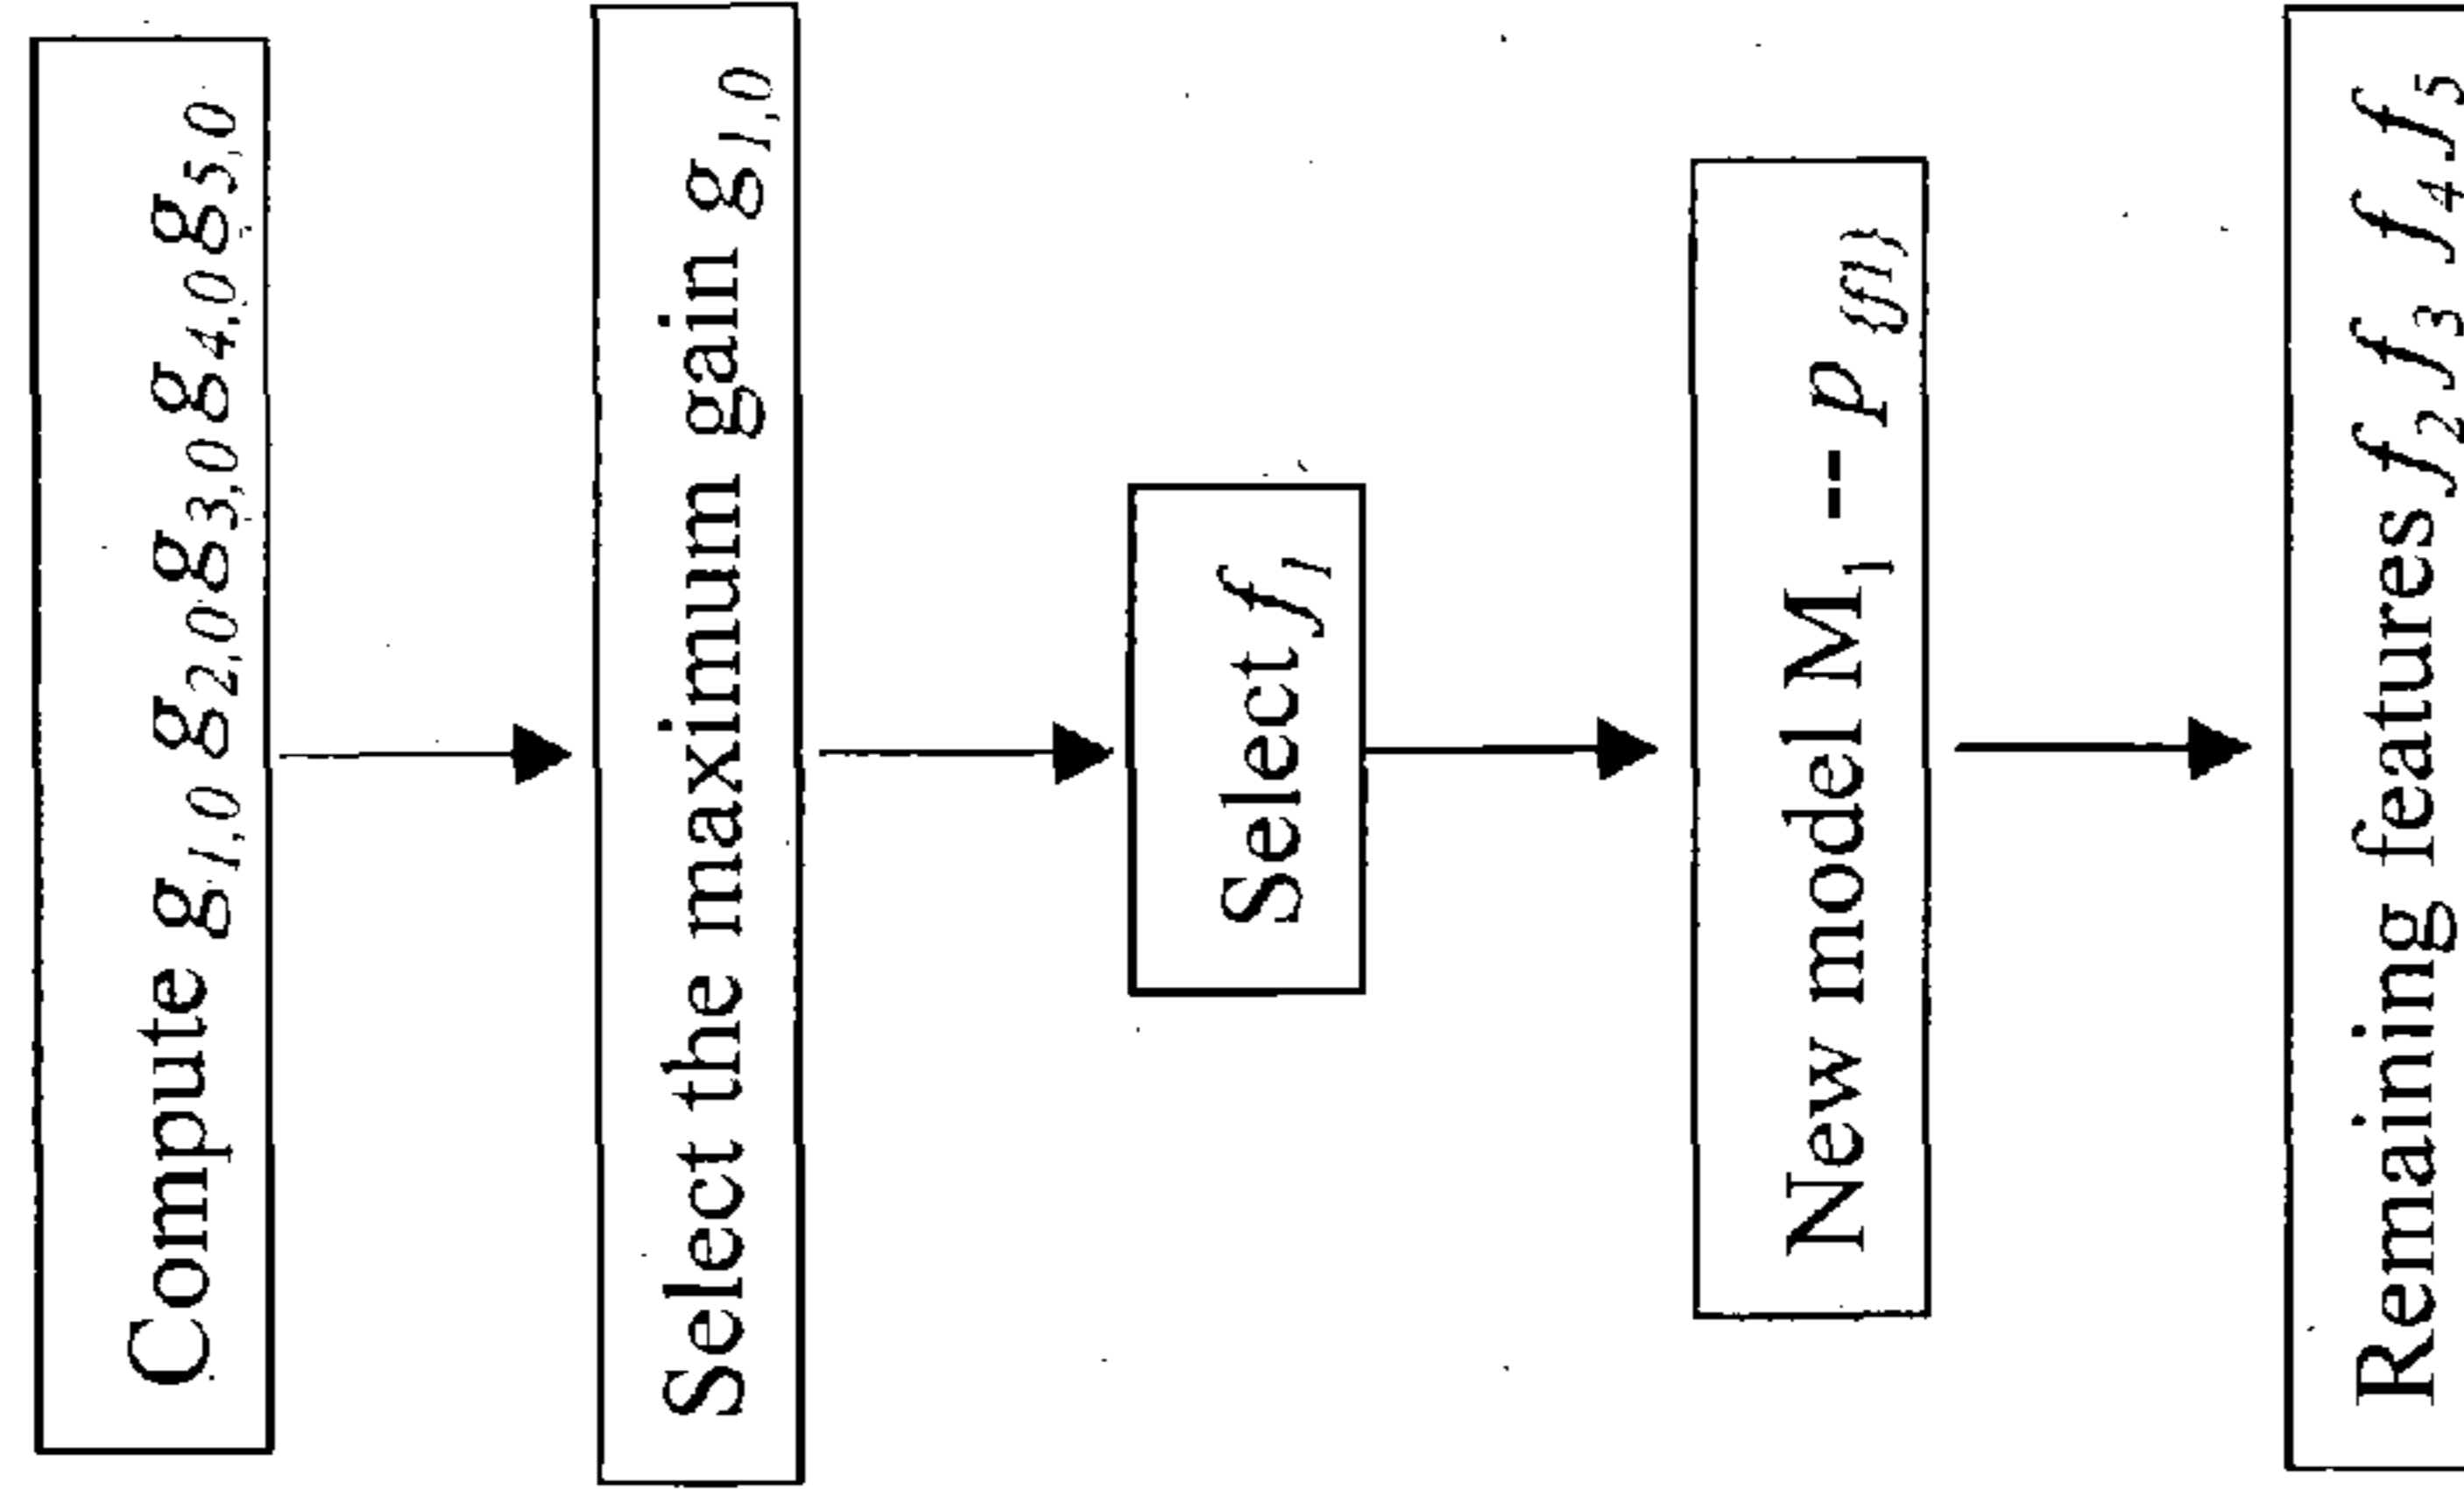 Compute g1,0 g2,0 g3,0 g4,0 g5,0
Select the maximum gain g1,0
Select f1
New model M1 -- p{f1}
Remaining features f2 f3 f4 f5